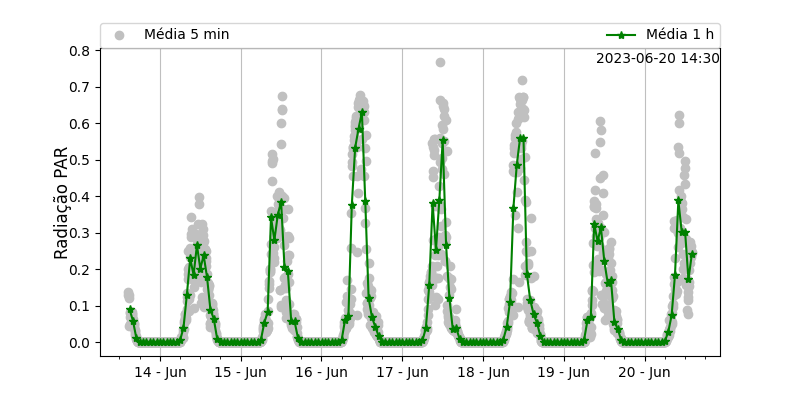 Média 5 min
Média 1 h
2023-06-20 14:30
Radiação PAR
0.8
0.7
0.6
0.5
0.4
0.3
0.2
0.1
0.0
14 - Jun
15 - Jun
16 - Jun
17 - Jun
18 - Jun
19 - Jun
20 - Jun